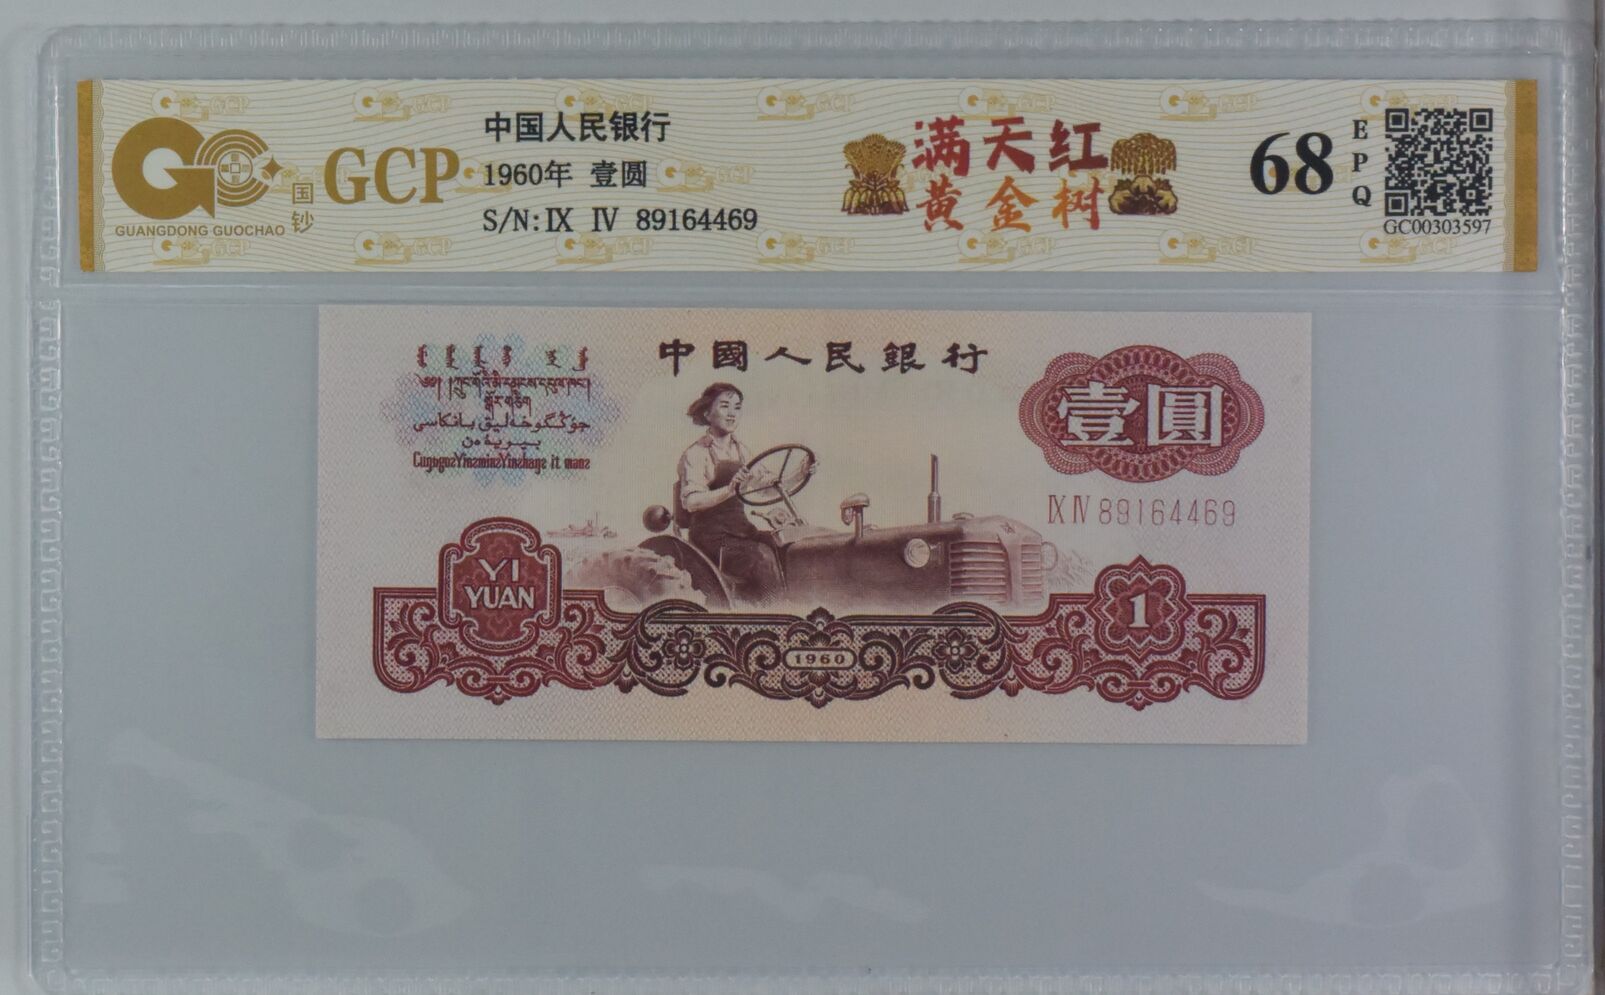 GCP
国钞
GUANGDONG GUOCHAO
中国人民银行
1960年 壹圆
S/N: IX IV 89164469
满天红
黄金树
68
EPQ
GC00303597
中國人民銀行
壹圓
IX IV 89164469
YI
YUAN
1960
1